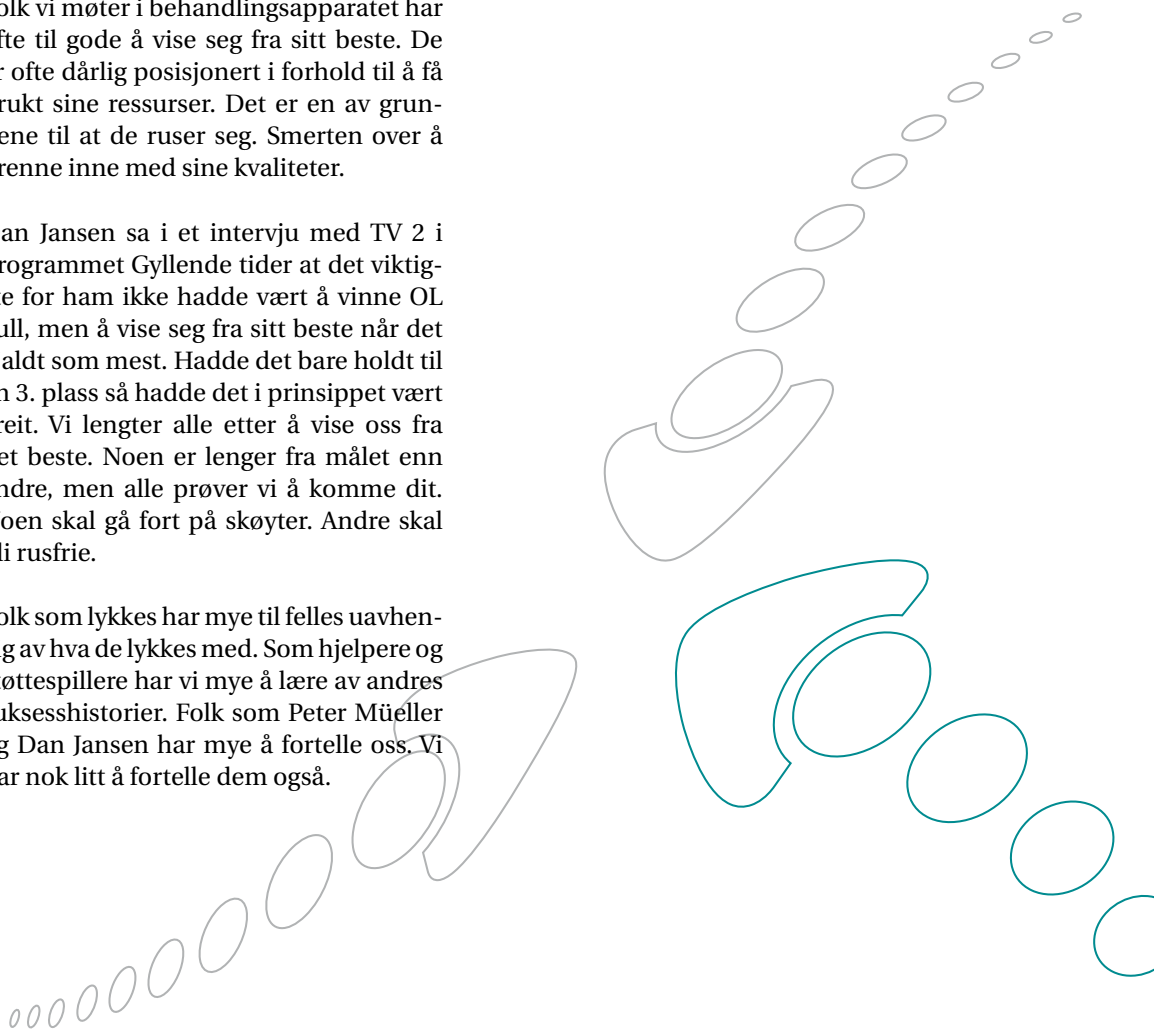 olk vi møter i behandlingsapparatet har
fte til gode å vise seg fra sitt beste. De
r ofte dårlig posisjonert i forhold til å få
rukt sine ressurser. Det er en av grun-
ene til at de ruser seg. Smerten over å
renne inne med sine kvaliteter.
an Jansen sa i et intervju med TV 2 i
rogrammet Gyllende tider at det viktig-
te for ham ikke hadde vært å vinne OL
ull, men å vise seg fra sitt beste når det
aldt som mest. Hadde det bare holdt til
n 3. plass så hadde det i prinsippet vært
reit. Vi lengter alle etter å vise oss fra
et beste. Noen er lenger fra målet enn
ndre, men alle prøver vi å komme dit.
oen skal gå fort på skøyter. Andre skal
li rusfrie.
olk som lykkes har mye til felles uavhen-
ig av hva de lykkes med. Som hjelpere og
tøttespillere har vi mye å lære av andres
uksesshistorier. Folk som Peter Müeller
g Dan Jansen har mye å fortelle oss. Vi
ar nok litt å fortelle dem også.